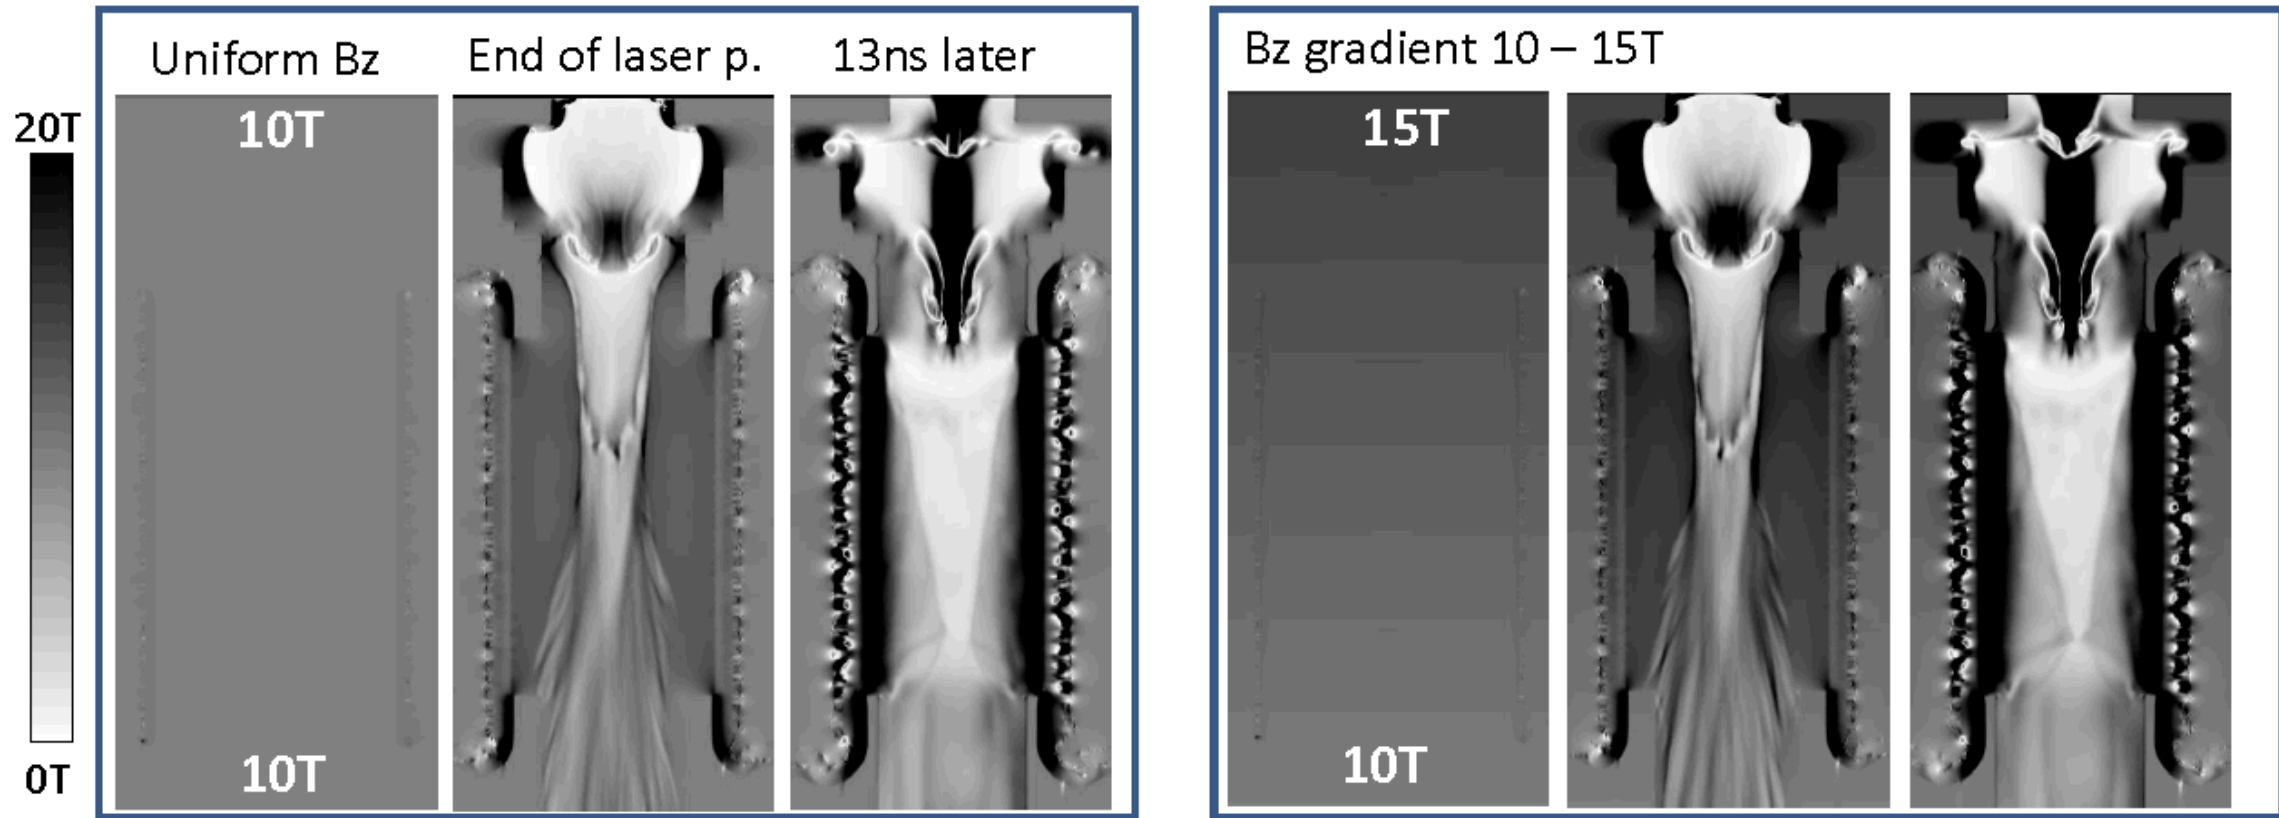 Uniform Bz
End of laser p.
13ns later
Bz gradient 10 – 15T
20T
0T
10T
10T
15T
10T